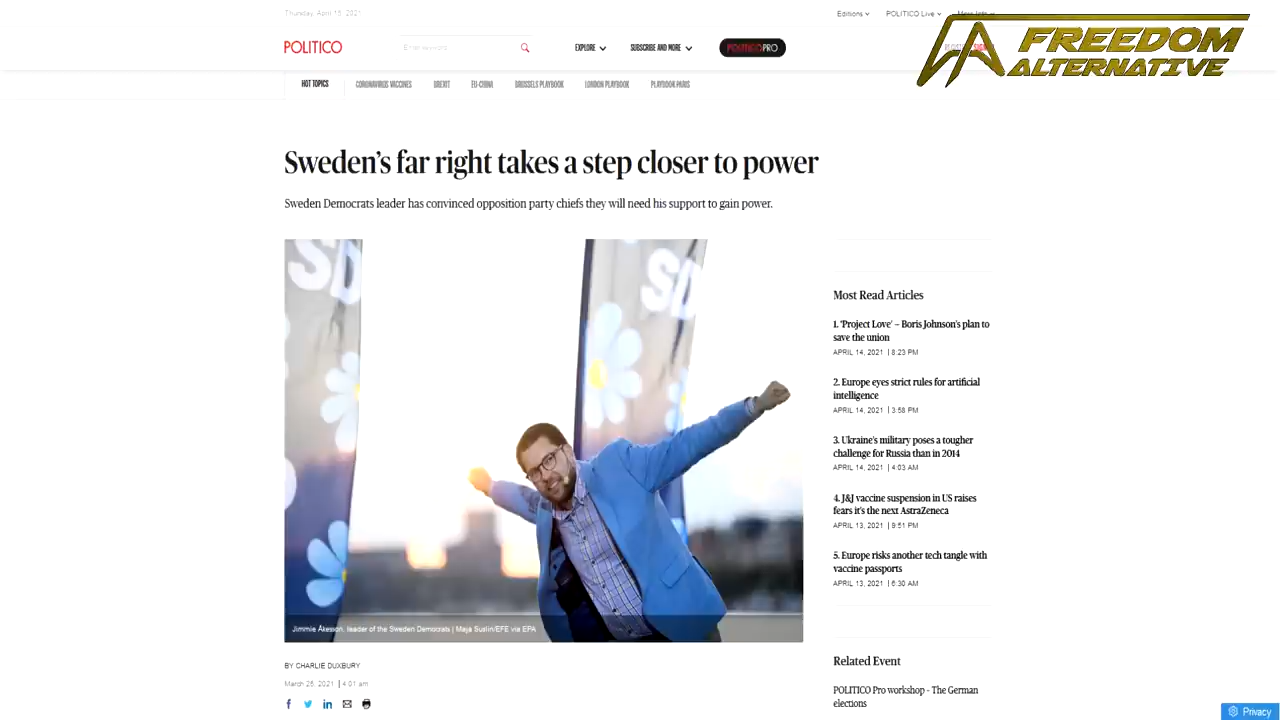 Thursday, April 15, 2021
Editions
POLITICO Live
More Info
POLITICO
Enter keyword
EXPLORE
SUBSCRIBE AND MORE
POLITICO PRO
FREEDOM
ALTERNATIVE
HOT TOPICS
CORONAVIRUS VACCINES
BREXIT
EU-CHINA
BRUSSELS PLAYBOOK
LONDON PLAYBOOK
PLAYBOOK PARIS
Sweden's far right takes a step closer to power
Sweden Democrats leader has convinced opposition party chiefs they will need his support to gain power.
SD
SD
Jimmie Åkesson, leader of the Sweden Democrats | Maja Suslin/EFE via EPA
BY CHARLIE DUXBURY
4:01 am
Most Read Articles
1. 'Project Love' – Boris Johnson's plan to
save the union
APRIL 14, 2021 | 8:23 PM
2. Europe eyes strict rules for artificial
intelligence
APRIL 14, 2021 | 3:58 PM
3. Ukraine's military poses a tougher
challenge for Russia than in 2014
APRIL 14, 2021 | 4:03 AM
4. J&J vaccine suspension in US raises
fears it's the next AstraZeneca
APRIL 13, 2021 | 9:51 PM
5. Europe risks another tech tangle with
vaccine passports
APRIL 13, 2021 | 6:30 AM
Related Event
POLITICO Pro workshop - The German
elections
Privacy